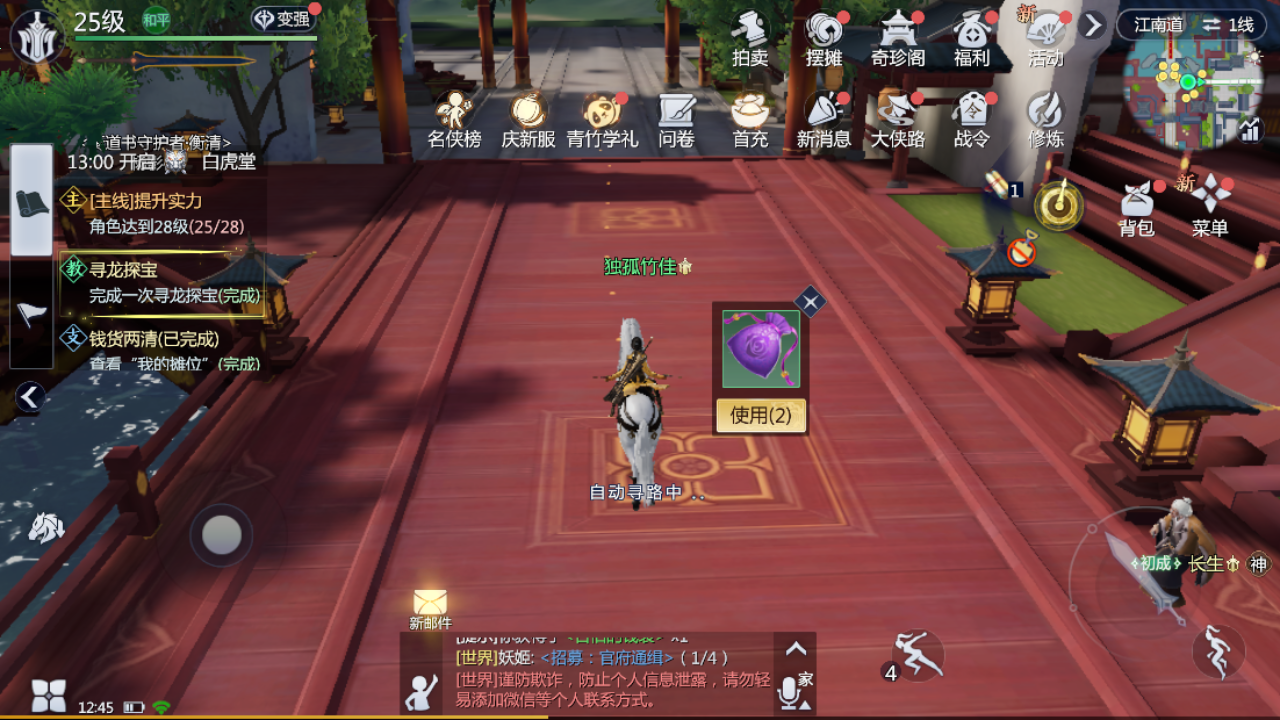 25级 和平 变强
拍卖 摆摊 奇珍阁 福利 新 活动
江南道 1线
名侠榜 庆新服 青竹学礼 问卷 首充 新消息 大侠路 战令 修炼
道书守护者:衡清>
13:00 开启 白虎堂
主 [主线]提升实力
角色达到28级(25/28)
教 寻龙探宝
完成一次寻龙探宝(完成)
支 钱货两清(已完成)
查看“我的摊位”(完成)
1
背包 新 菜单
独孤竹佳
使用(2)
自动寻路中 . .
初成 长生 神
新邮件
[世界]妖姬: <招募：官府通缉> ( 1/4 )
[世界]谨防欺诈，防止个人信息泄露，请勿轻
易添加微信等个人联系方式。
家
4
12:45